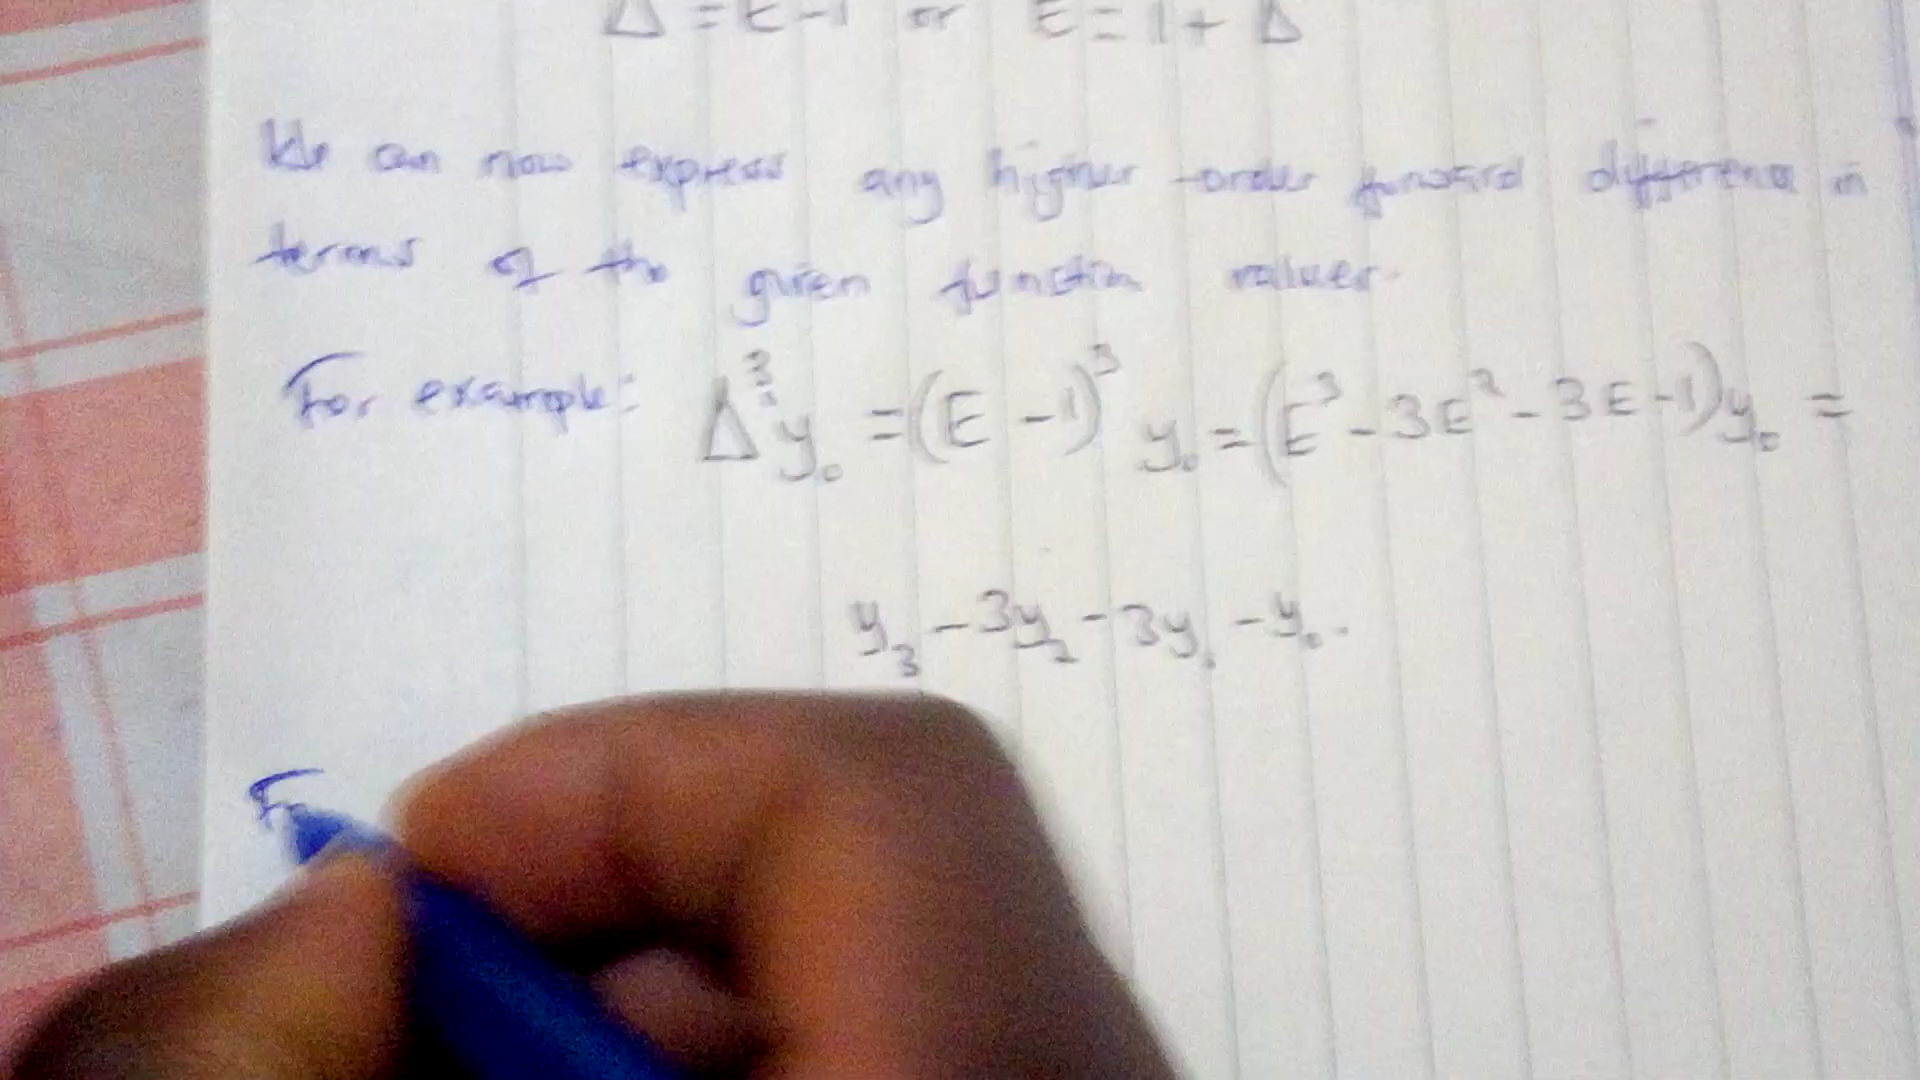 Δ = E - 1 or E = 1 + Δ
We can now express any higher-order forward difference in
terms of the given function values.
For example: Δ³y₀ = (E - 1)³ y₀ = (E³ - 3E² - 3E - 1)y₀ =
y₃ - 3y₂ - 3y₁ - y₀.
Fo